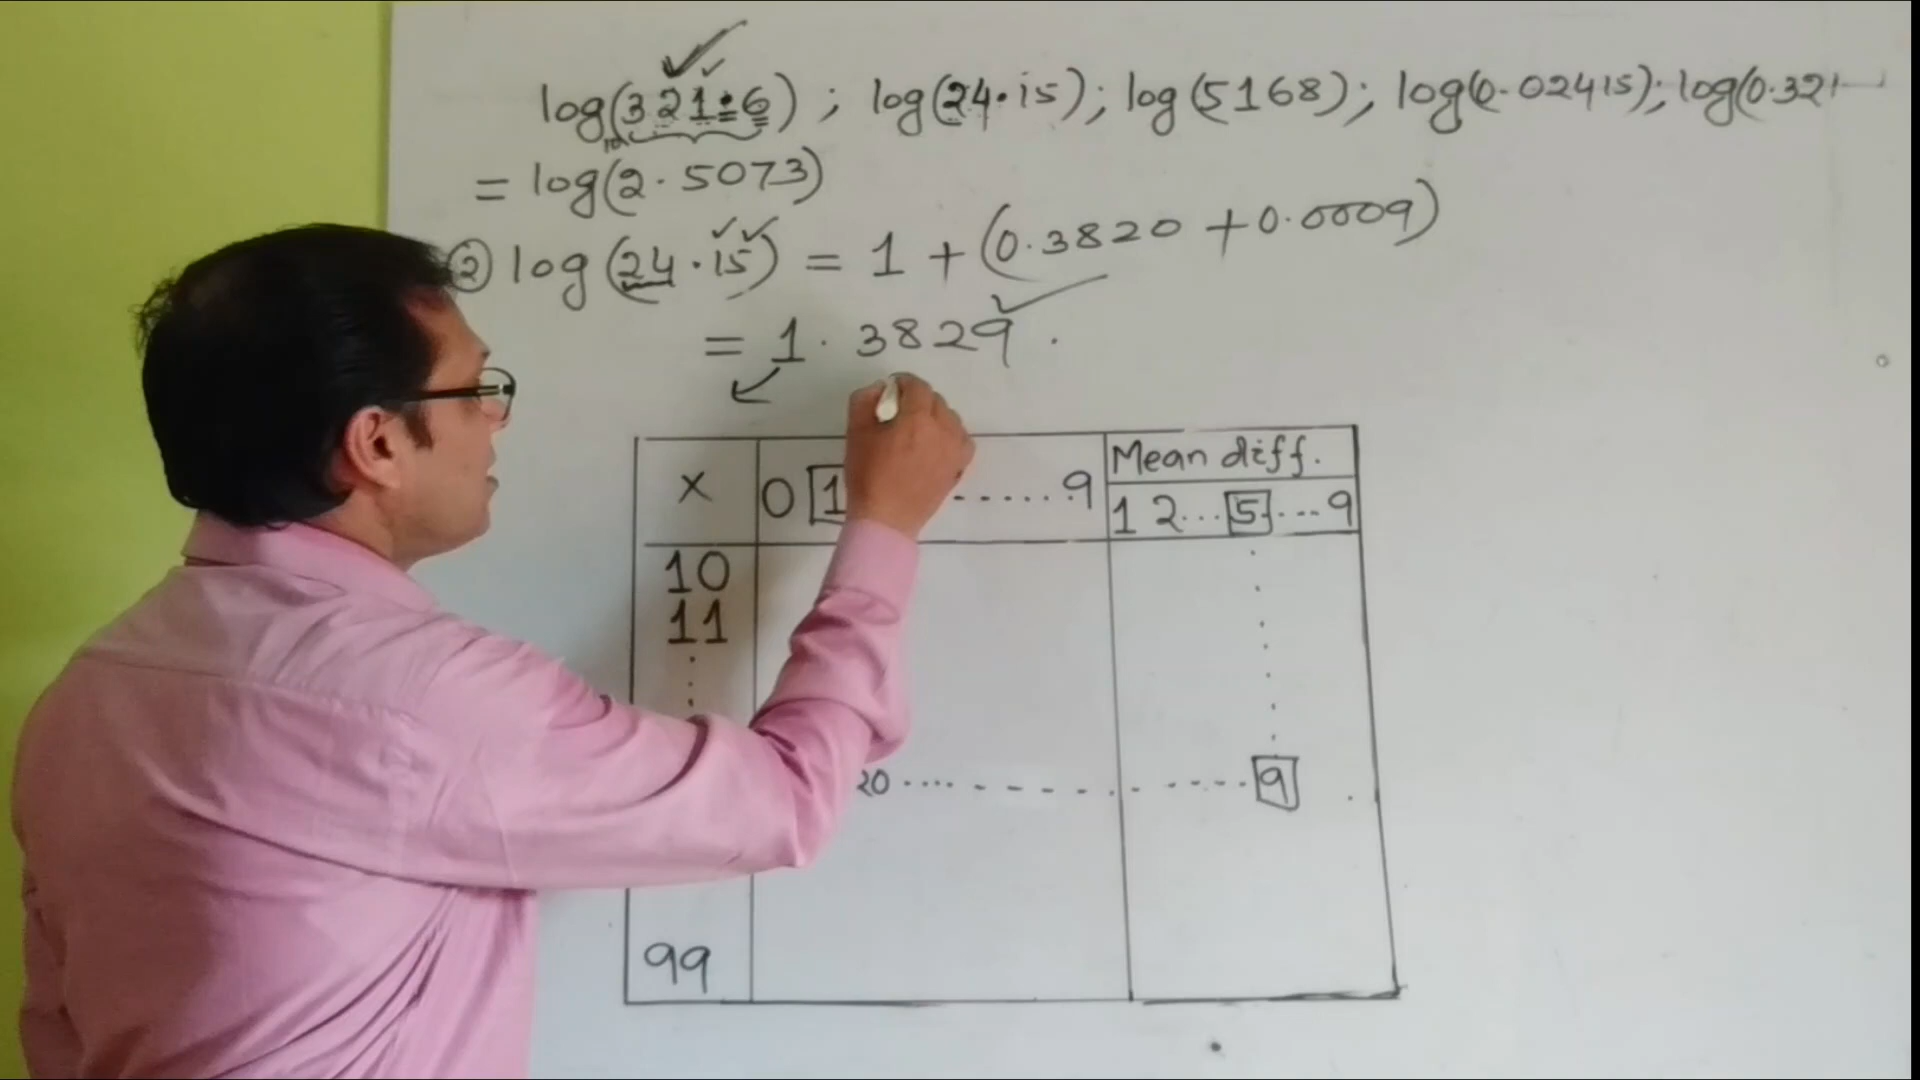 log(321.6) ; log(24.15); log(5168); log(0.02415); log(0.321
= log(2.5073)
② log(24.15) = 1 + (0.3820 + 0.0009)
= 1.3829.
x 0 1 ...... 9 Mean diff.
1 2... 5 ... 9
10
11
20 .... - - - - - - - - - 9
99